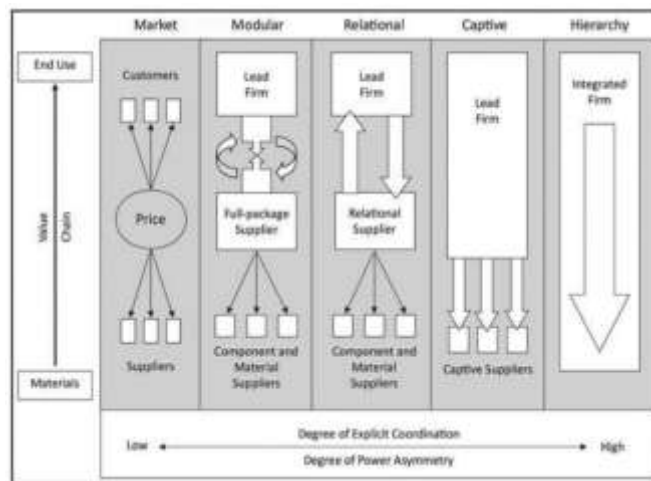 Market Modular Relational Captive Hierarchy
End Use
Value
Chain
Materials
Customers
Price
Suppliers
Lead
Firm
Full-package
Supplier
Component and
Material
Suppliers
Lead
Firm
Relational
Supplier
Component and
Material
Suppliers
Lead
Firm
Captive Suppliers
Integrated
Firm
Degree of Explicit Coordination
Low High
Degree of Power Asymmetry